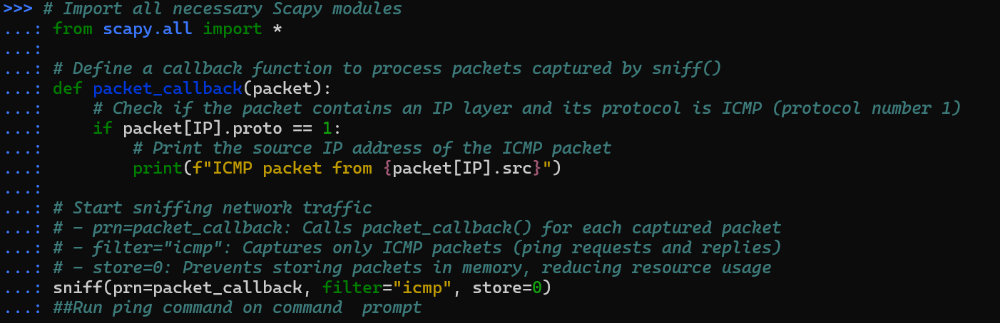 >>> # Import all necessary Scapy modules
...: from scapy.all import *
...:
...: # Define a callback function to process packets captured by sniff()
...: def packet_callback(packet):
...:     # Check if the packet contains an IP layer and its protocol is ICMP (protocol number 1)
...:     if packet[IP].proto == 1:
...:         # Print the source IP address of the ICMP packet
...:         print(f"ICMP packet from {packet[IP].src}")
...:
...: # Start sniffing network traffic
...: # - prn=packet_callback: Calls packet_callback() for each captured packet
...: # - filter="icmp": Captures only ICMP packets (ping requests and replies)
...: # - store=0: Prevents storing packets in memory, reducing resource usage
...: sniff(prn=packet_callback, filter="icmp", store=0)
...: ##Run ping command on command  prompt